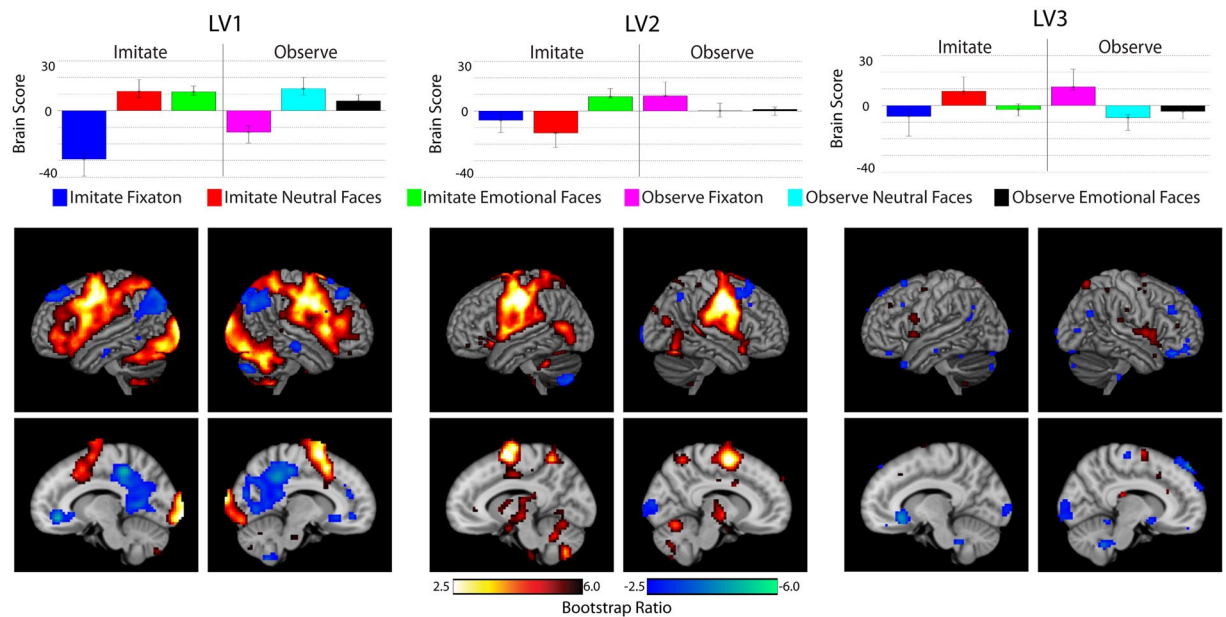 LV1
LV2
LV3
Imitate Observe
Imitate Observe
Imitate Observe
Brain Score
30
0
-40
Brain Score
30
0
-40
Brain Score
30
0
-40
Imitate Fixaton Imitate Neutral Faces Imitate Emotional Faces Observe Fixaton Observe Neutral Faces Observe Emotional Faces
2.5 6.0 -2.5 -6.0
Bootstrap Ratio